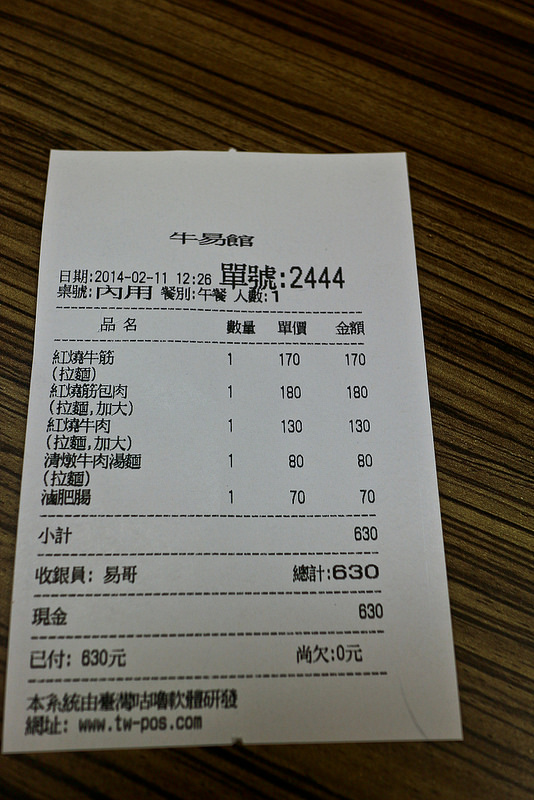 牛易館
日期:2014-02-11 12:26 單號:2444
桌號:內用 餐別:午餐 人數:1
品名 數量 單價 金額
紅燒牛筋 1 170 170
(拉麵)
紅燒筋包肉 1 180 180
(拉麵,加大)
紅燒牛肉 1 130 130
(拉麵,加大)
清燉牛肉湯麵 1 80 80
(拉麵)
滷肥腸 1 70 70
小計 630
收銀員: 易哥 總計:630
現金 630
已付: 630元 尚欠:0元
本系統由臺灣咕嚕軟體研發
網址: www.tw-pos.com